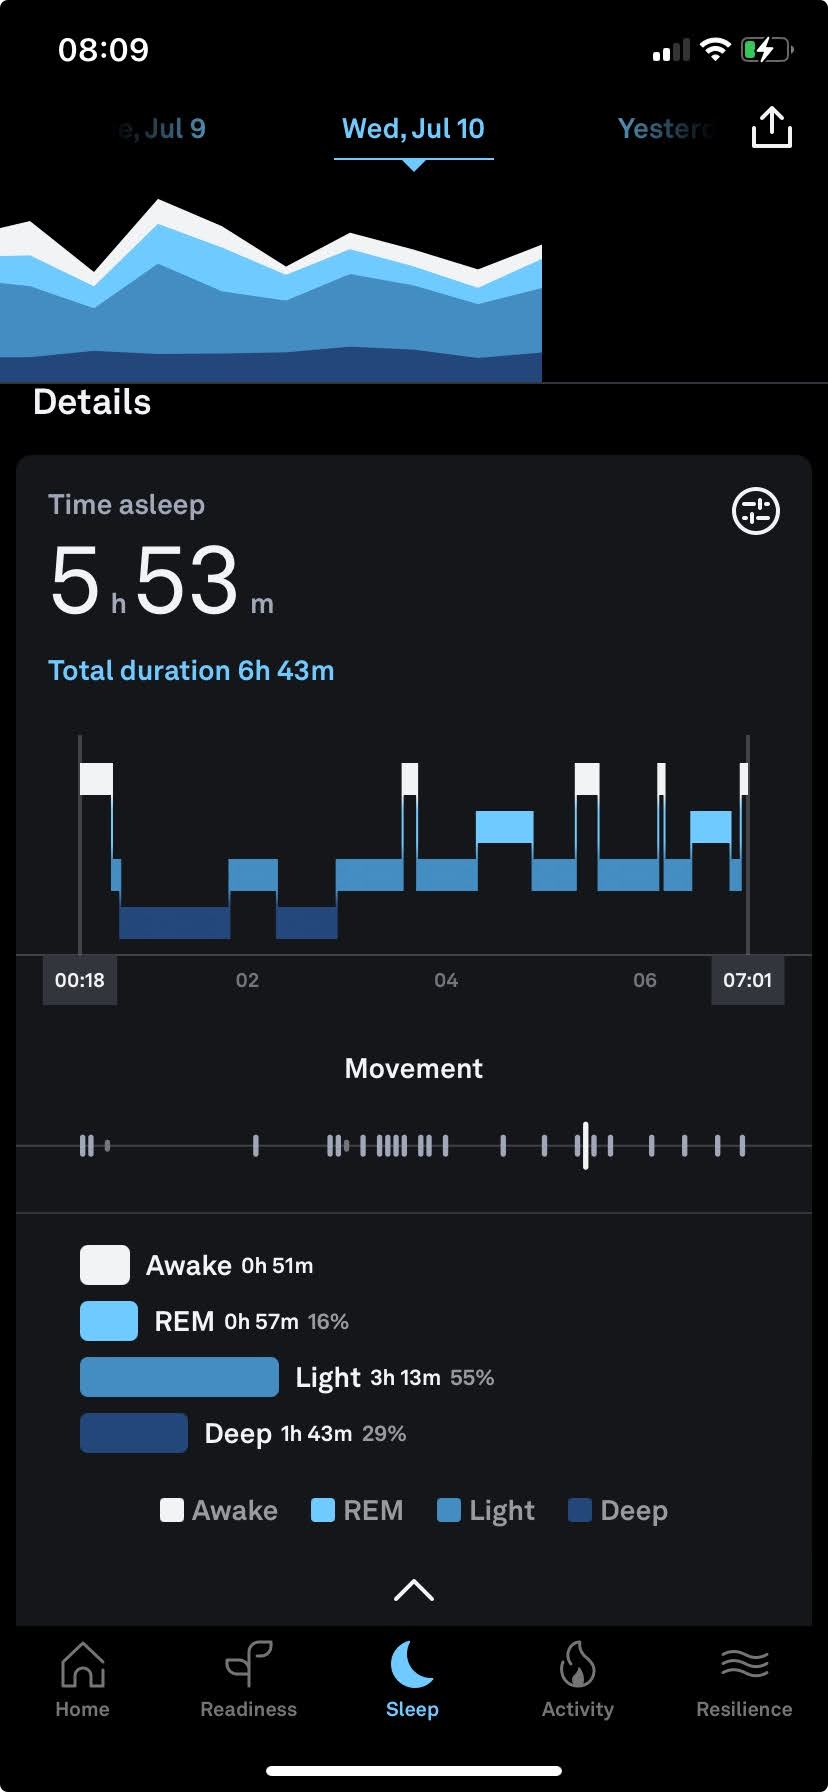 08:09
e, Jul 9 Wed, Jul 10
Details
Time asleep
5 h 53 m
Total duration 6h 43m
00:18 02 04 06 07:01
Movement
Awake 0h 51m
REM 0h 57m 16%
Light 3h 13m 55%
Deep 1h 43m 29%
Awake REM Light Deep
Home Readiness Sleep Activity Resilience